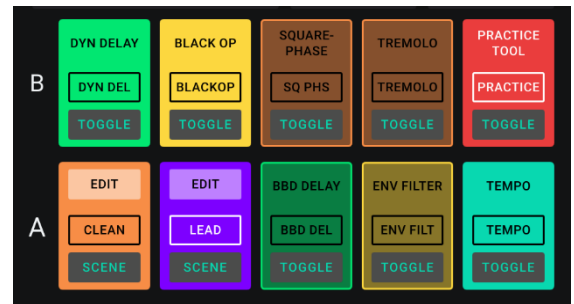 B
DYN DELAY
DYN DEL
TOGGLE
BLACK OP
BLACKOP
TOGGLE
SQUARE-
PHASE
SQ PHS
TOGGLE
TREMOLO
TREMOLO
TOGGLE
PRACTICE
TOOL
PRACTICE
TOGGLE
A
EDIT
CLEAN
SCENE
EDIT
LEAD
SCENE
BBD DELAY
BBD DEL
TOGGLE
ENV FILTER
ENV FILT
TOGGLE
TEMPO
TEMPO
TOGGLE